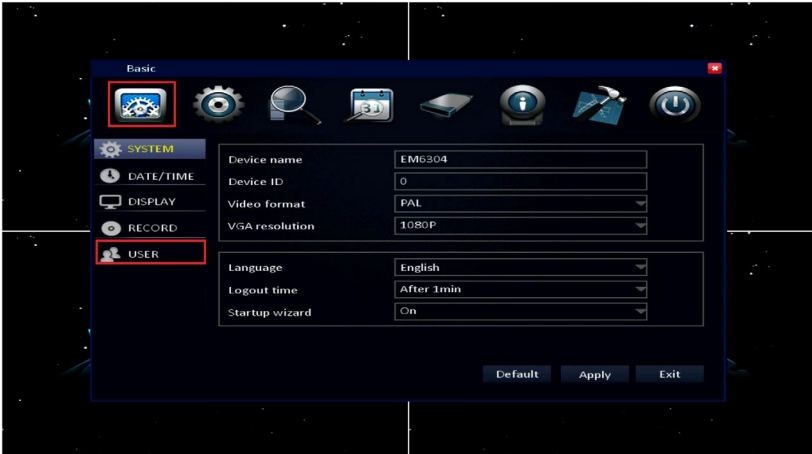 Basic
31
SYSTEM
DATE/TIME
DISPLAY
RECORD
USER
Device name EM6304
Device ID 0
Video format PAL
VGA resolution 1080P
Language English
Logout time After 1min
Startup wizard On
Default Apply Exit